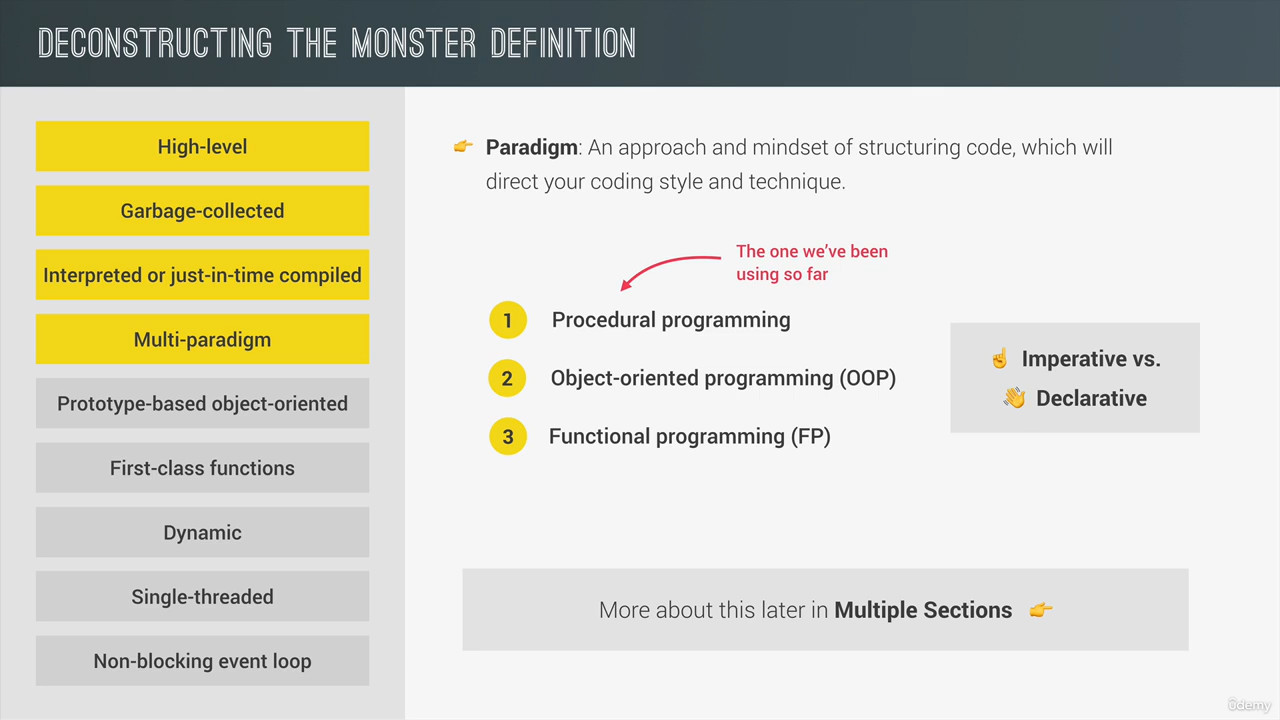 DECONSTRUCTING THE MONSTER DEFINITION
High-level
Garbage-collected
Interpreted or just-in-time compiled
Multi-paradigm
Prototype-based object-oriented
First-class functions
Dynamic
Single-threaded
Non-blocking event loop
👉 Paradigm: An approach and mindset of structuring code, which will
direct your coding style and technique.
The one we’ve been
using so far
1 Procedural programming
2 Object-oriented programming (OOP)
3 Functional programming (FP)
☝️ Imperative vs.
👋 Declarative
More about this later in Multiple Sections 👉
ûdemy